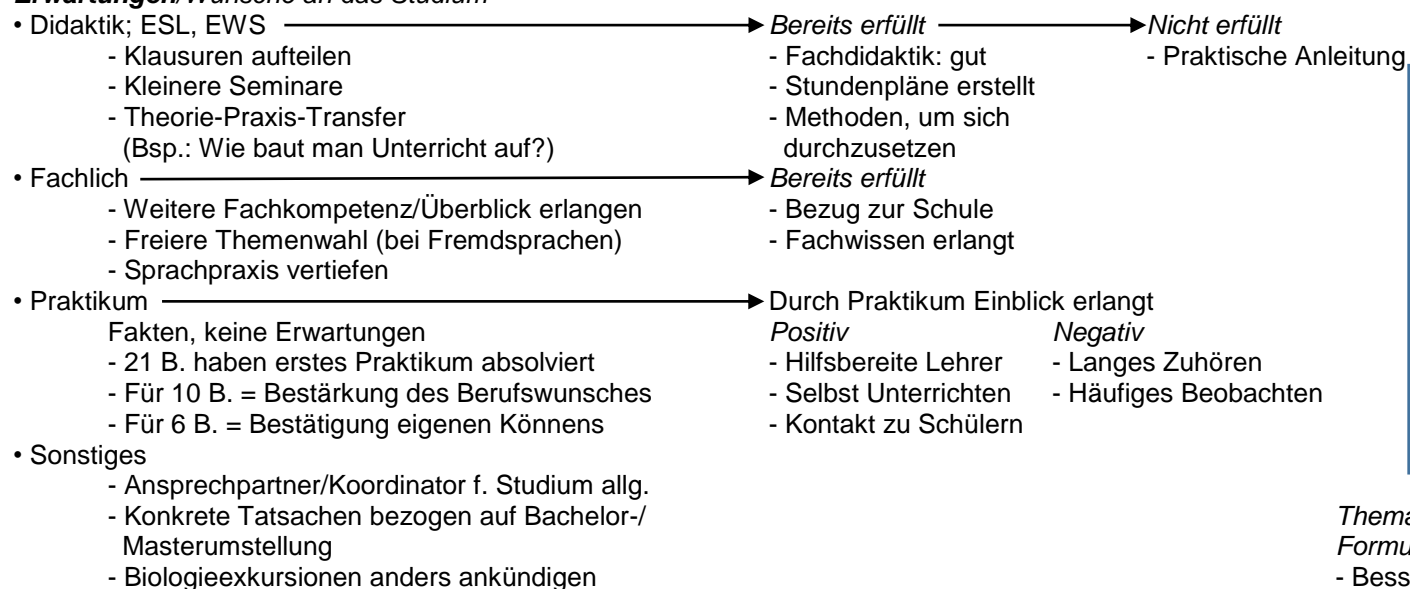 Erwartungen/Wünsche an das Studium
• Didaktik; ESL, EWS
- Klausuren aufteilen
- Kleinere Seminare
- Theorie-Praxis-Transfer
(Bsp.: Wie baut man Unterricht auf?)
Bereits erfüllt
- Fachdidaktik: gut
- Stundenpläne erstellt
- Methoden, um sich
durchzusetzen
Nicht erfüllt
- Praktische Anleitung
• Fachlich
- Weitere Fachkompetenz/Überblick erlangen
- Freiere Themenwahl (bei Fremdsprachen)
- Sprachpraxis vertiefen
Bereits erfüllt
- Bezug zur Schule
- Fachwissen erlangt
• Praktikum
Fakten, keine Erwartungen
- 21 B. haben erstes Praktikum absolviert
- Für 10 B. = Bestärkung des Berufswunsches
- Für 6 B. = Bestätigung eigenen Könnens
Durch Praktikum Einblick erlangt
Positiv
- Hilfsbereite Lehrer
- Selbst Unterrichten
- Kontakt zu Schülern
Negativ
- Langes Zuhören
- Häufiges Beobachten
• Sonstiges
- Ansprechpartner/Koordinator f. Studium allg.
- Konkrete Tatsachen bezogen auf Bachelor-/
Masterumstellung
- Biologieexkursionen anders ankündigen